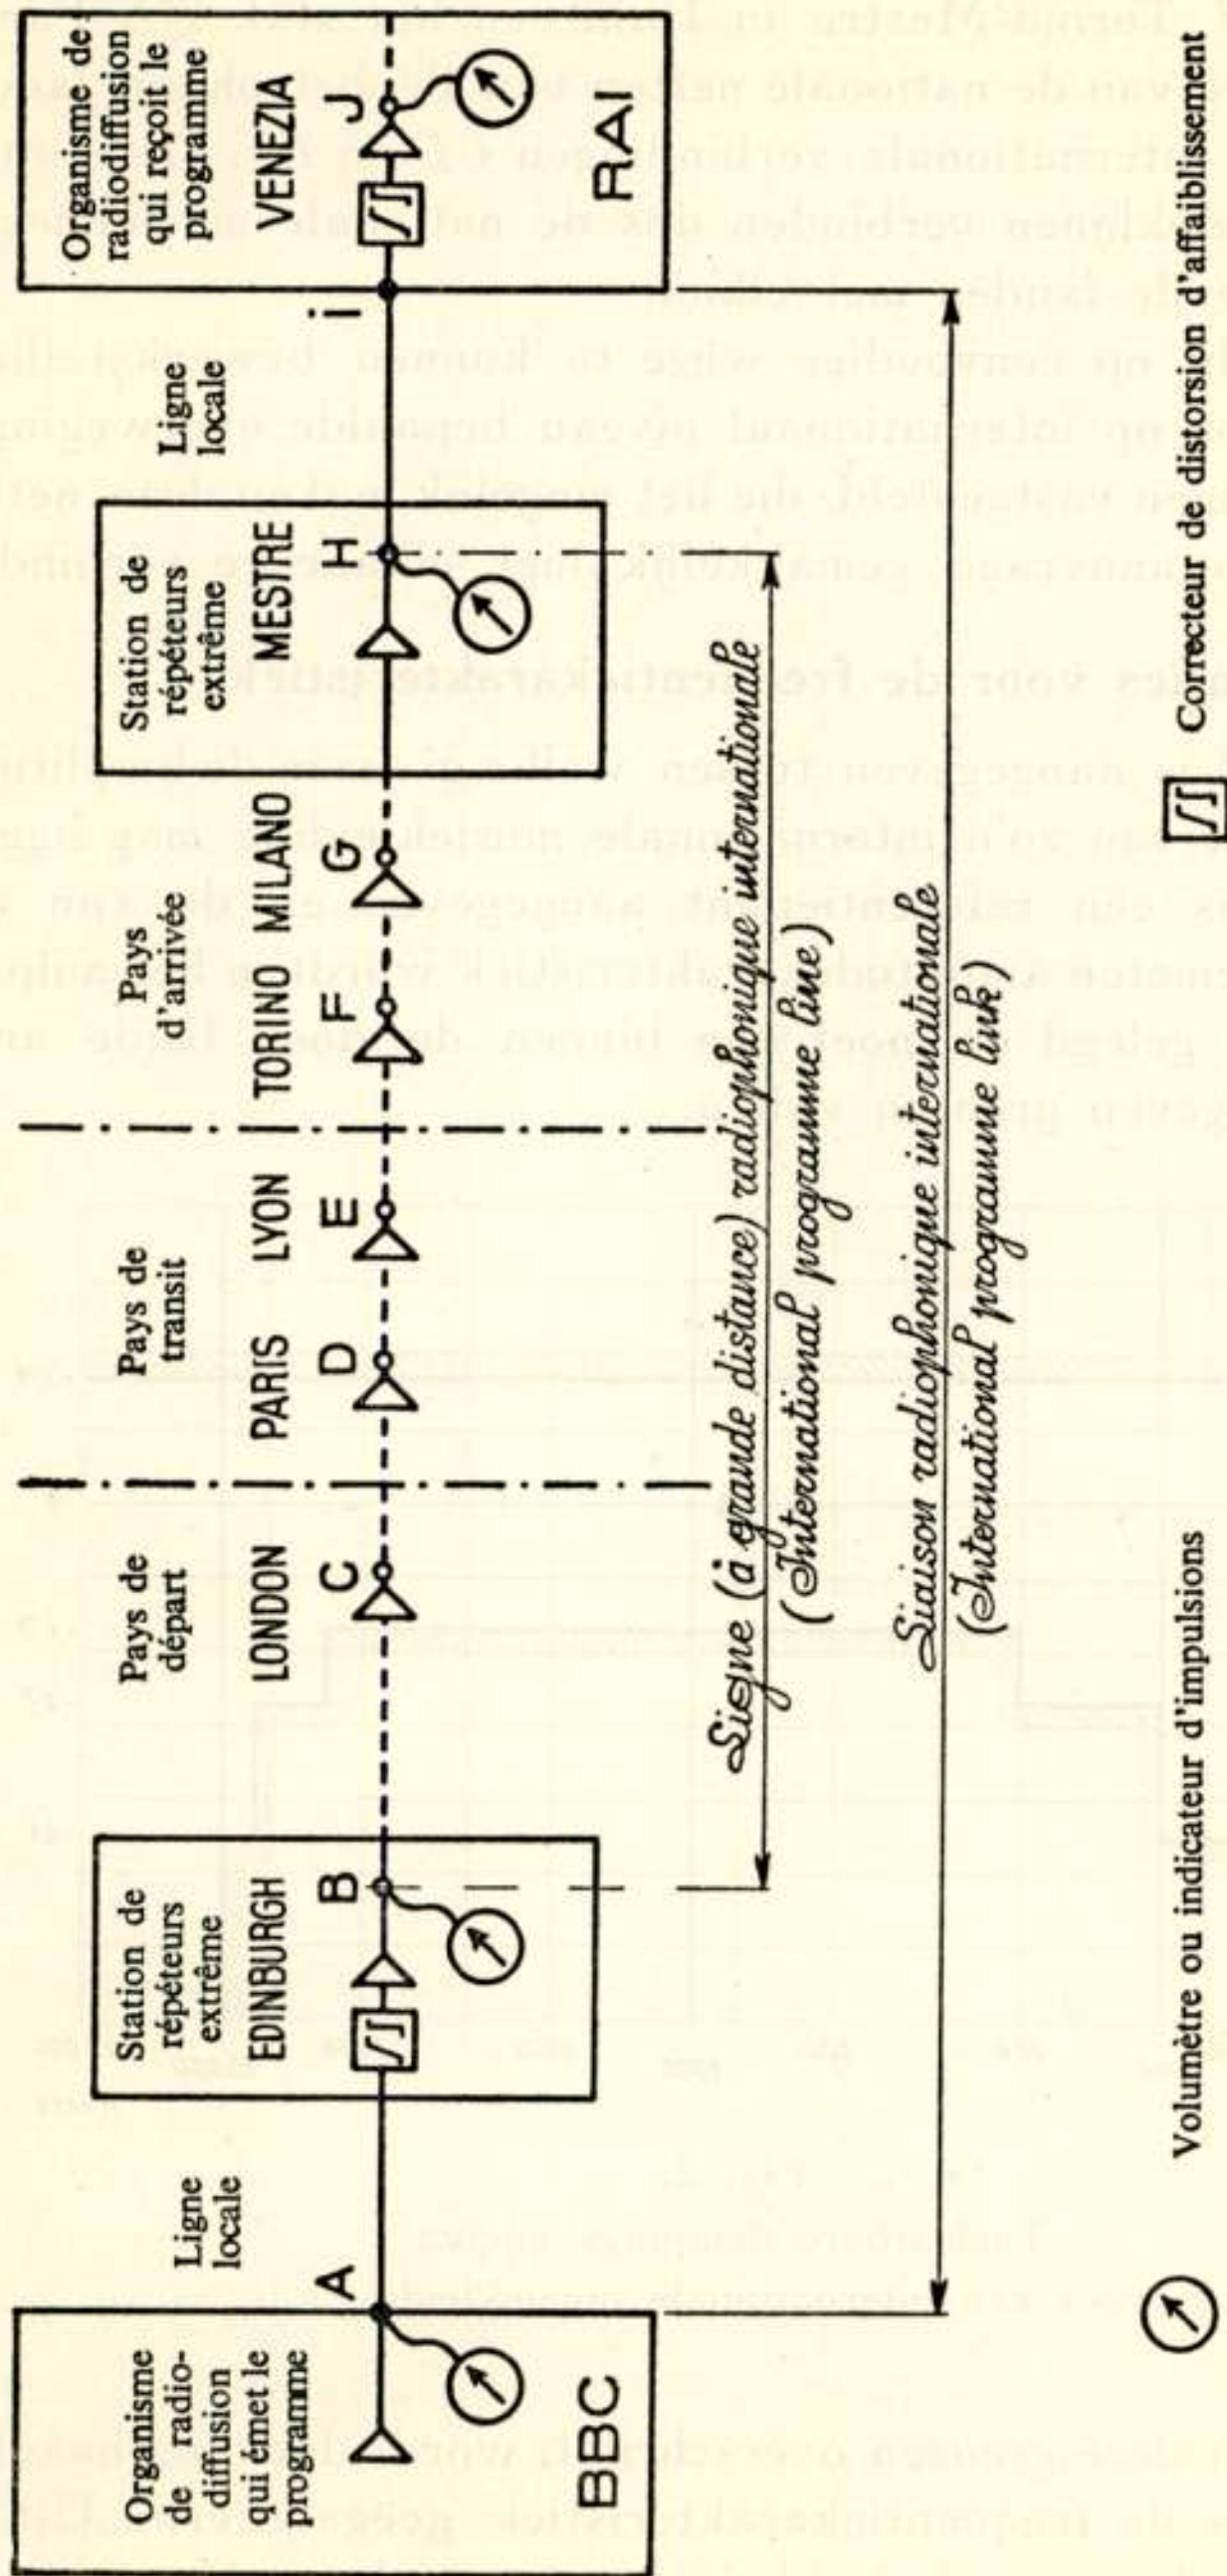 Organisme
de radio-
diffusion
qui émet le
programme
BBC
A
Ligne
locale
Station de
répéteurs
extrême
EDINBURGH
B
Pays de
départ
LONDON
C
Pays de
transit
PARIS LYON
D E
Pays
d'arrivée
TORINO MILANO
F G
Station de
répéteurs
extrême
MESTRE
H
Ligne
locale
i
Organisme de
radiodiffusion
qui reçoit le
programme
VENEZIA
J
RAI
Ligne (à grande distance) radiophonique internationale
(International programme line)
Liaison radiophonique internationale
(International programme link)
Volumètre ou indicateur d'impulsions
Correcteur de distorsion d'affaiblissement